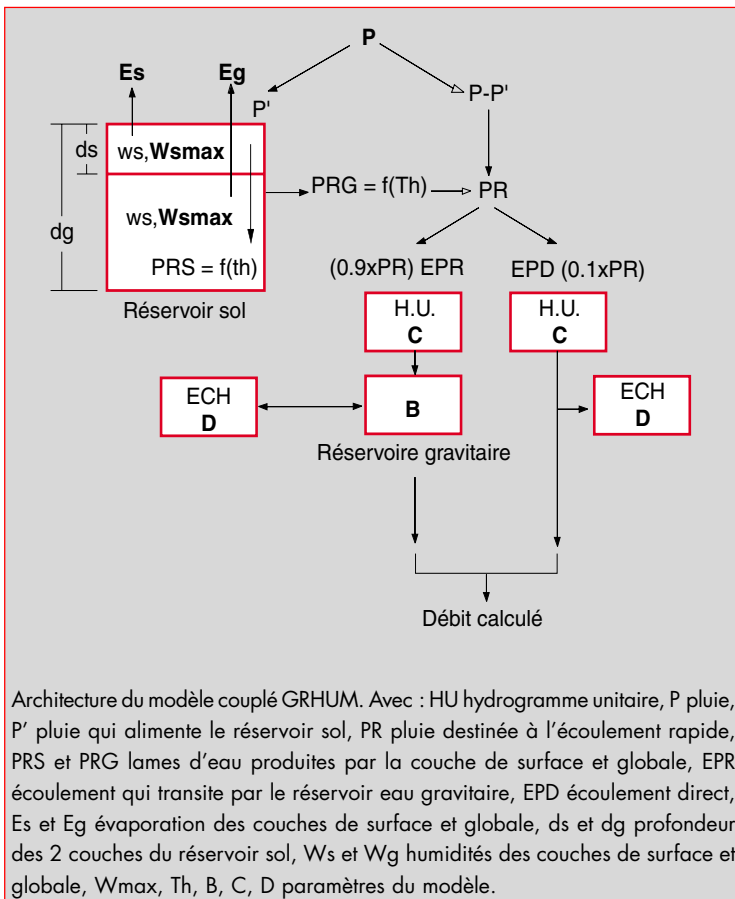 P
Es
Eg
P'
P-P'
ds
ws,Wsmax
dg
PRG = f(Th)
PR
ws,Wsmax
PRS = f(th)
(0.9xPR) EPR
EPD (0.1xPR)
Réservoir sol
H.U.
C
H.U.
C
ECH
D
B
ECH
D
Réservoire gravitaire
Débit calculé
Architecture du modèle couplé GRHUM. Avec : HU hydrogramme unitaire, P pluie,
P’ pluie qui alimente le réservoir sol, PR pluie destinée à l’écoulement rapide,
PRS et PRG lames d’eau produites par la couche de surface et globale, EPR
écoulement qui transite par le réservoir eau gravitaire, EPD écoulement direct,
Es et Eg évaporation des couches de surface et globale, ds et dg profondeur
des 2 couches du réservoir sol, Ws et Wg humidités des couches de surface et
globale, Wmax, Th, B, C, D paramètres du modèle.